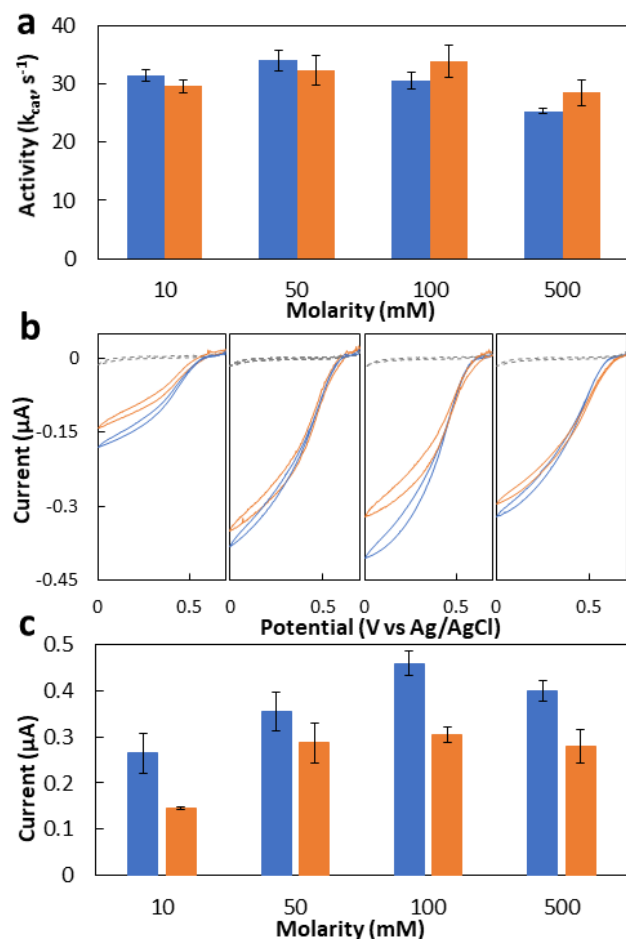 a
Activity (kcat, s-1)
40
30
20
10
0
10 50 100 500
Molarity (mM)
b
Current (µA)
0
-0.15
-0.3
-0.45
0 0.5 0 0.5 0 0.5 0 0.5
Potential (V vs Ag/AgCl)
c
Current (µA)
0.5
0.4
0.3
0.2
0.1
0
10 50 100 500
Molarity (mM)